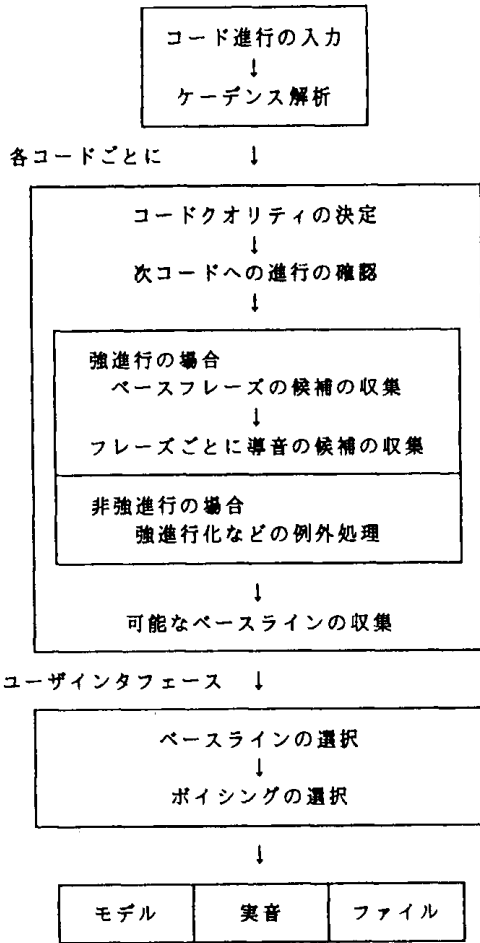 コード進行の入力
↓
ケーデンス解析
各コードごとに ↓
コードクオリティの決定
↓
次コードへの進行の確認
↓
強進行の場合
ベースフレーズの候補の収集
↓
フレーズごとに導音の候補の収集
非強進行の場合
強進行化などの例外処理
↓
可能なベースラインの収集
ユーザインタフェース ↓
ベースラインの選択
↓
ボイシングの選択
↓
モデル 実音 ファイル